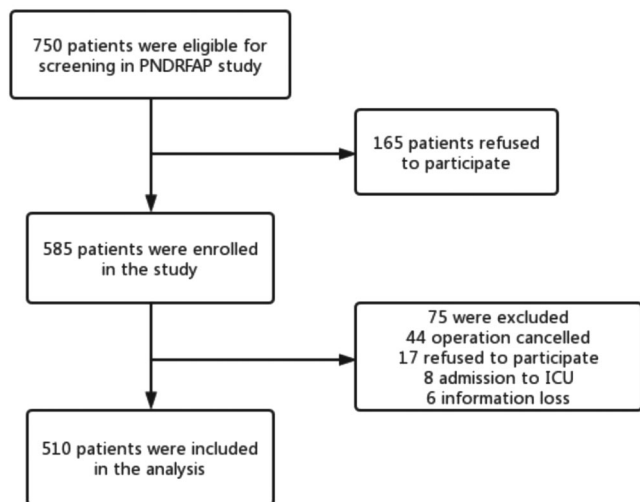 750 patients were eligible for
screening in PNDRFAP study
165 patients refused
to participate
585 patients were enrolled
in the study
75 were excluded
44 operation cancelled
17 refused to participate
8 admission to ICU
6 information loss
510 patients were included
in the analysis